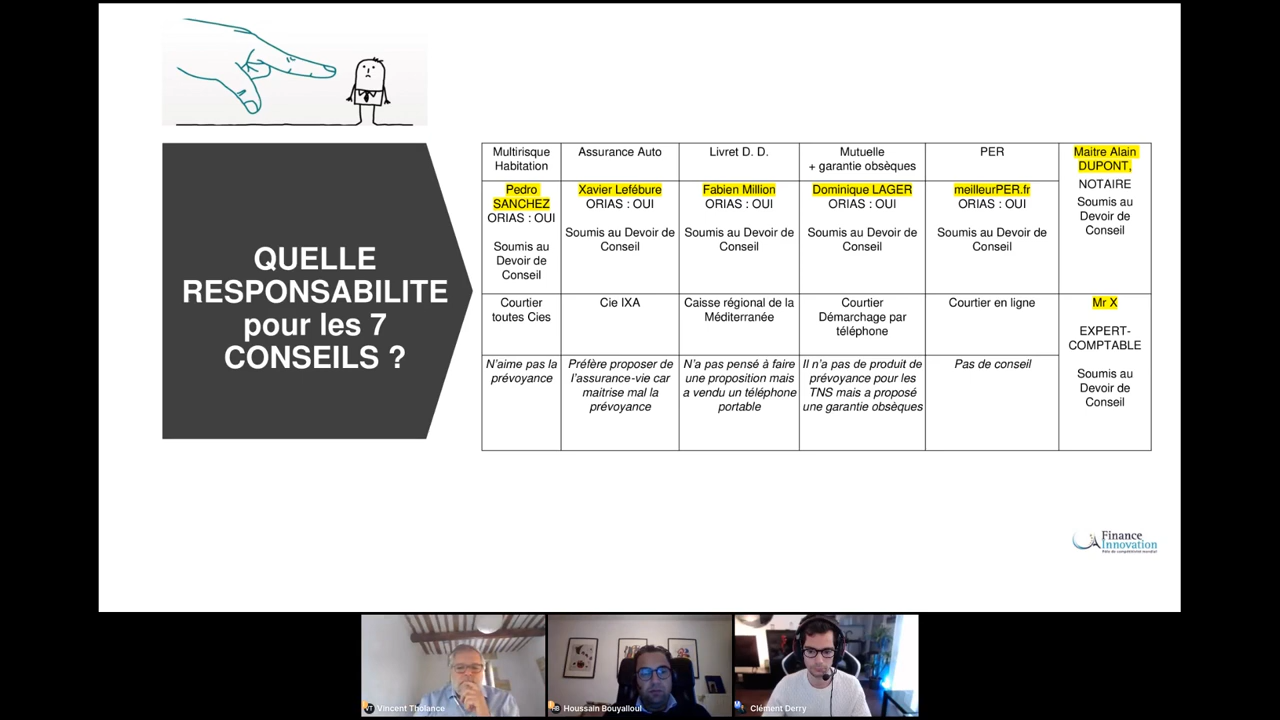 QUELLE
RESPONSABILITE
pour les 7
CONSEILS ?
Multirisque
Habitation
Assurance Auto
Livret D. D.
Mutuelle
+ garantie obsèques
PER
Maitre Alain
DUPONT,
NOTAIRE
Soumis au
Devoir de
Conseil
Pedro
SANCHEZ
ORIAS : OUI
Soumis au
Devoir de
Conseil
Xavier Lefébure
ORIAS : OUI
Soumis au Devoir de
Conseil
Fabien Million
ORIAS : OUI
Soumis au Devoir de
Conseil
Dominique LAGER
ORIAS : OUI
Soumis au Devoir de
Conseil
meilleurPER.fr
ORIAS : OUI
Soumis au Devoir de
Conseil
Courtier
toutes Cies
Cie IXA
Caisse régional de la
Méditerranée
Courtier
Démarchage par
téléphone
Courtier en ligne
Mr X
EXPERT-
COMPTABLE
Soumis au
Devoir de
Conseil
N'aime pas la
prévoyance
Préfère proposer de
l'assurance-vie car
maitrise mal la
prévoyance
N'a pas pensé à faire
une proposition mais
a vendu un téléphone
portable
Il n'a pas de produit de
prévoyance pour les
TNS mais a proposé
une garantie obsèques
Pas de conseil
Finance
Innovation
Pôle de compétitivité mondial
VT Vincent Tholance
HB Houssain Bouyalloul
Clément Derry